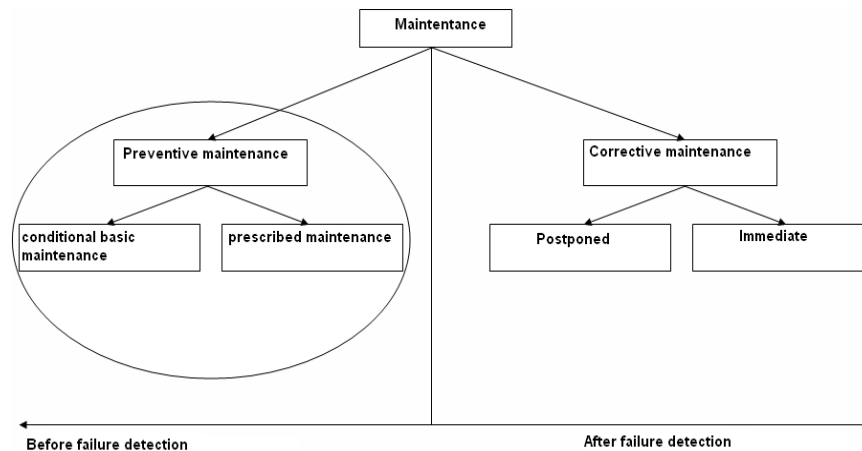 Maintentance
Preventive maintenance
Corrective maintenance
conditional basic
maintenance
prescribed maintenance
Postponed
Immediate
Before failure detection
After failure detection